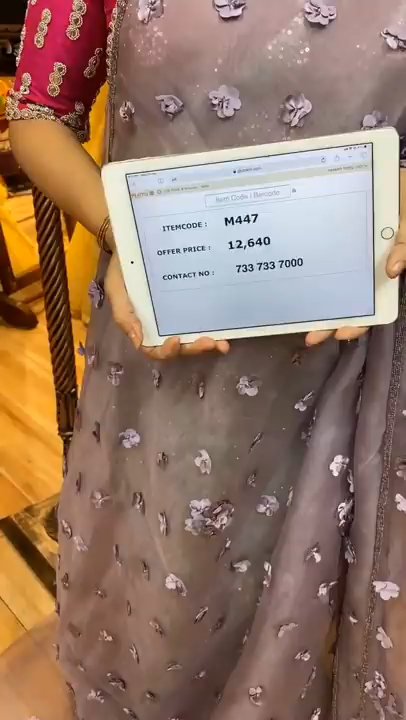 Item Code / Barcode
ITEMCODE : M447
OFFER PRICE : 12,640
CONTACT NO : 733 733 7000